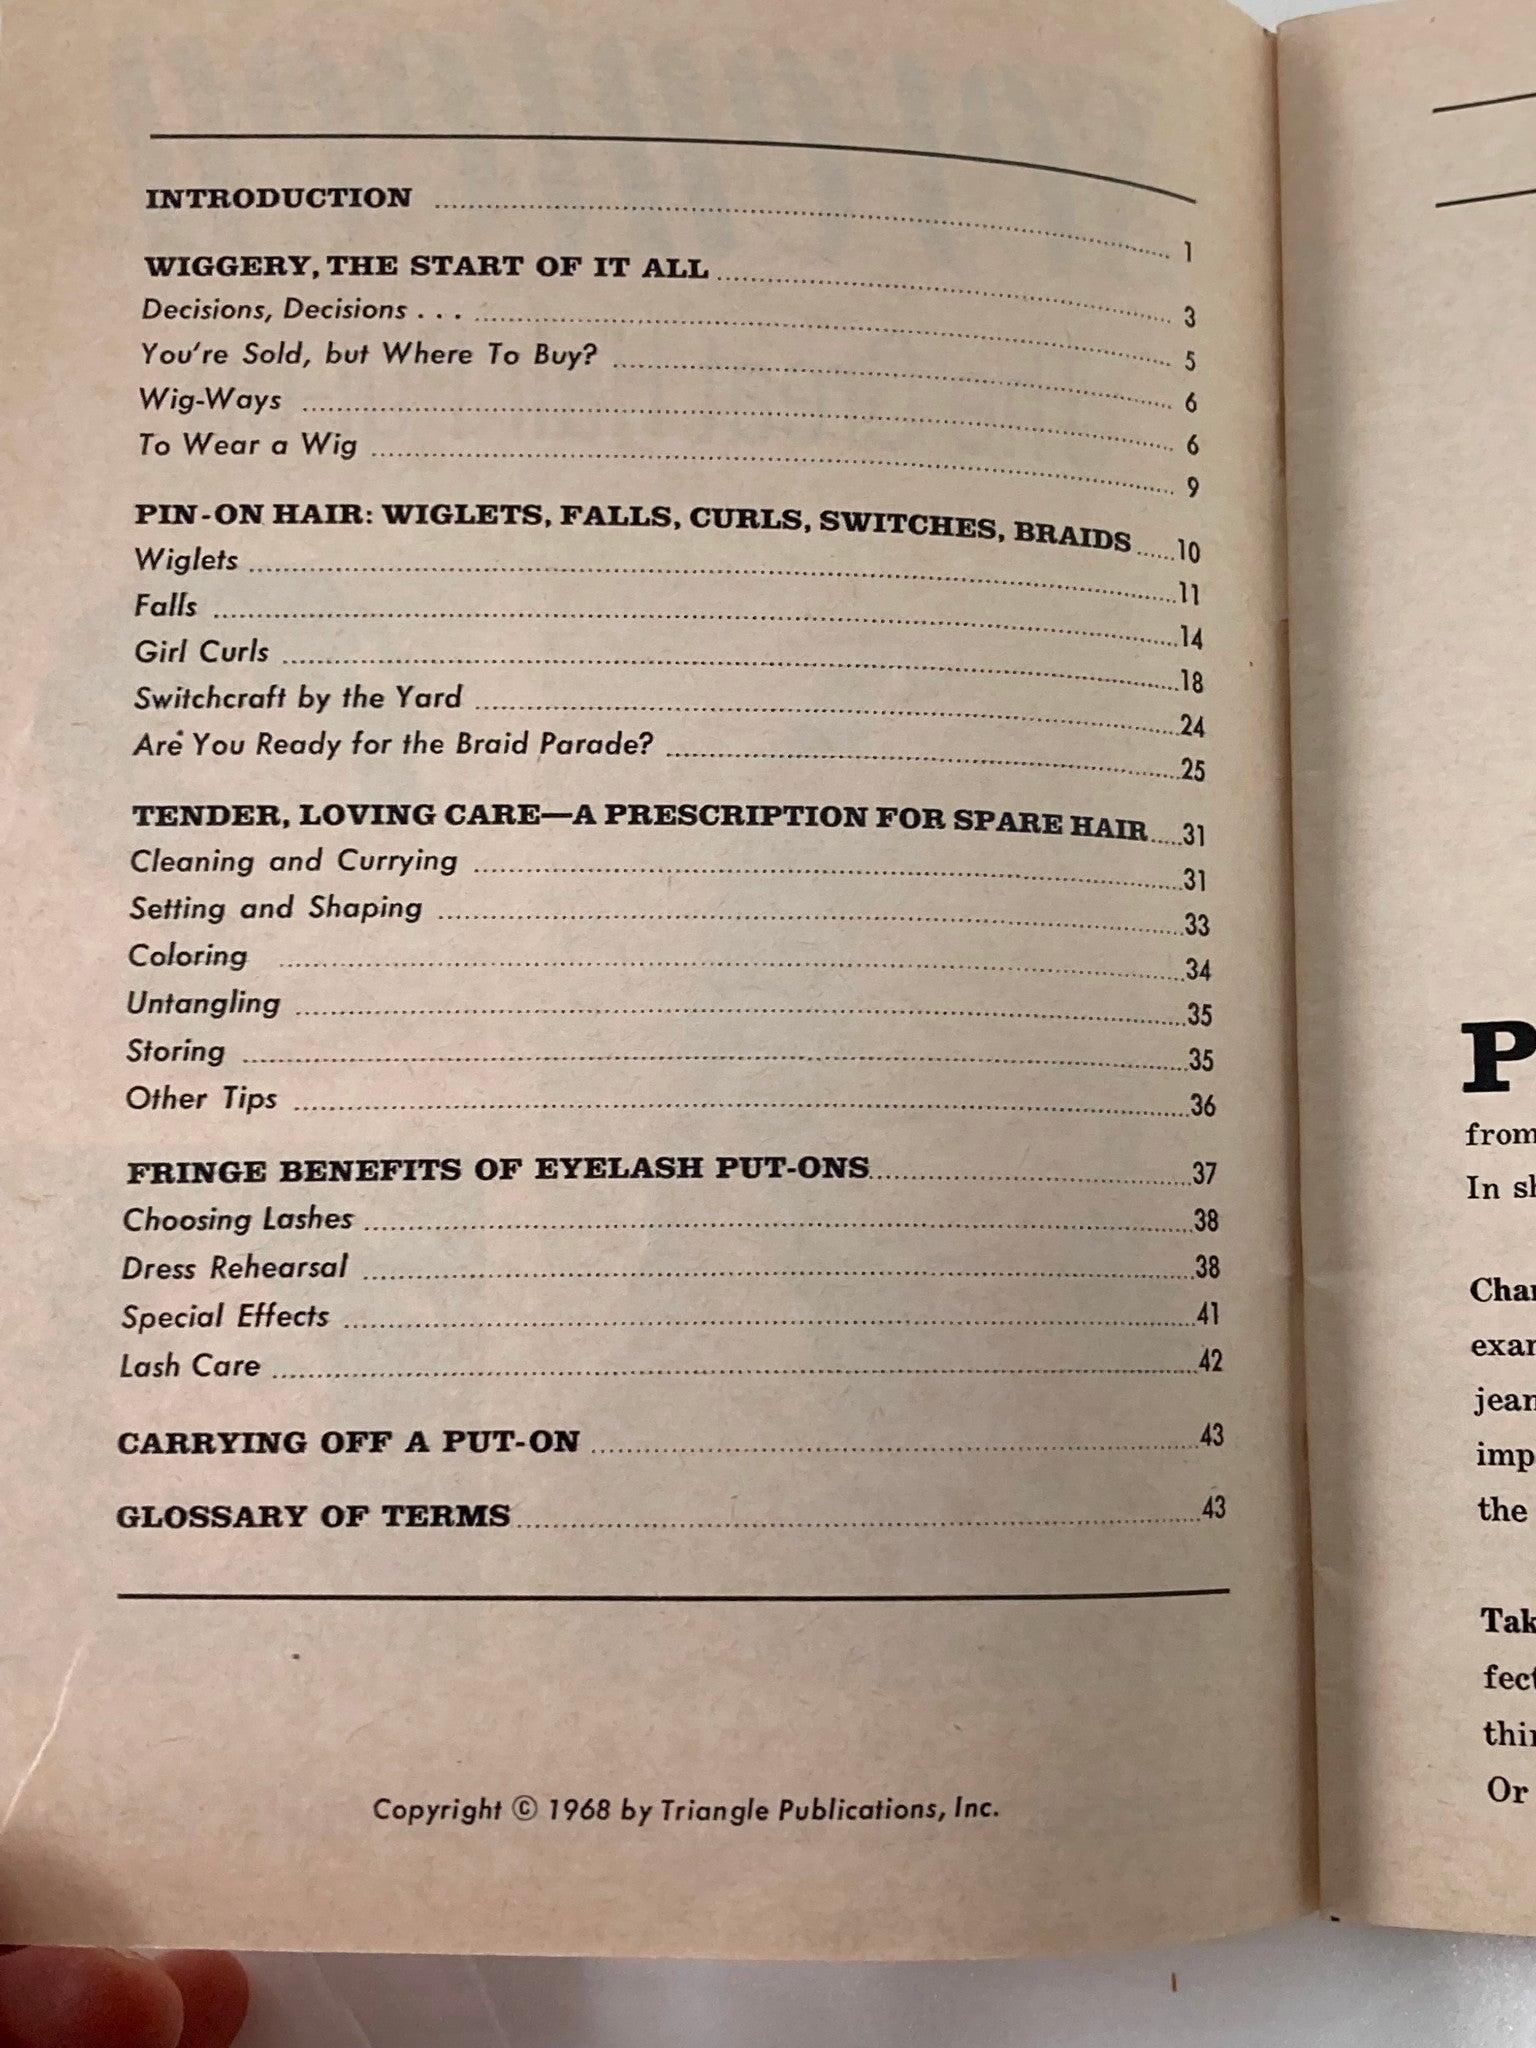 INTRODUCTION ........ 1
WIGGERY, THE START OF IT ALL ........ 3
Decisions, Decisions . . . ........ 5
You're Sold, but Where To Buy? ........ 6
Wig-Ways ........ 6
To Wear a Wig ........ 9
PIN-ON HAIR: WIGLETS, FALLS, CURLS, SWITCHES, BRAIDS ........ 10
Wiglets ........ 11
Falls ........ 14
Girl Curls ........ 18
Switchcraft by the Yard ........ 24
Are You Ready for the Braid Parade? ........ 25
TENDER, LOVING CARE—A PRESCRIPTION FOR SPARE HAIR ........ 31
Cleaning and Currying ........ 31
Setting and Shaping ........ 33
Coloring ........ 34
Untangling ........ 35
Storing ........ 35
Other Tips ........ 36
FRINGE BENEFITS OF EYELASH PUT-ONS ........ 37
Choosing Lashes ........ 38
Dress Rehearsal ........ 38
Special Effects ........ 41
Lash Care ........ 42
CARRYING OFF A PUT-ON ........ 43
GLOSSARY OF TERMS ........ 43
Copyright © 1968 by Triangle Publications, Inc.
P
from
In
the
Or